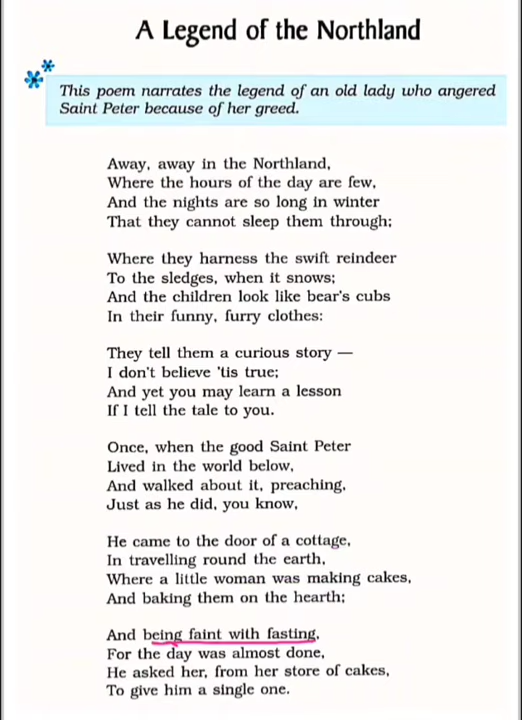 A Legend of the Northland
This poem narrates the legend of an old lady who angered
Saint Peter because of her greed.
Away, away in the Northland,
Where the hours of the day are few,
And the nights are so long in winter
That they cannot sleep them through;
Where they harness the swift reindeer
To the sledges, when it snows;
And the children look like bear's cubs
In their funny, furry clothes:
They tell them a curious story —
I don't believe 'tis true;
And yet you may learn a lesson
If I tell the tale to you.
Once, when the good Saint Peter
Lived in the world below,
And walked about it, preaching,
Just as he did, you know,
He came to the door of a cottage,
In travelling round the earth,
Where a little woman was making cakes,
And baking them on the hearth;
And being faint with fasting,
For the day was almost done,
He asked her, from her store of cakes,
To give him a single one.